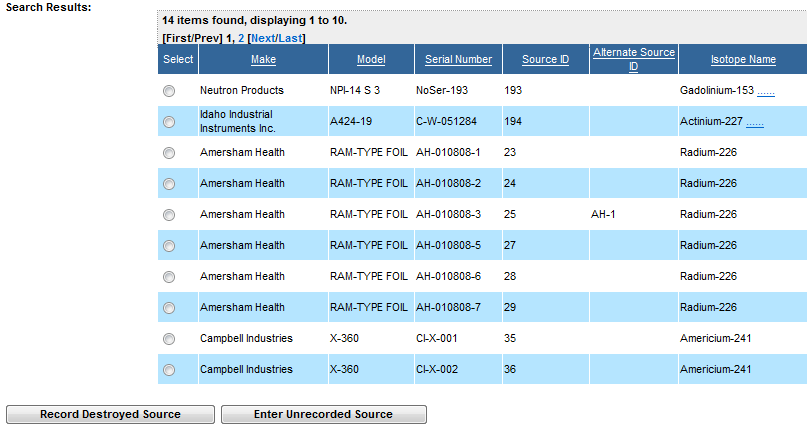 Search Results:
14 items found, displaying 1 to 10.
[First/Prev] 1, 2 [Next/Last]
Select Make Model Serial Number Source ID Alternate Source ID Isotope Name
Neutron Products NPI-14 S 3 NoSer-193 193 Gadolinium-153 ......
Idaho Industrial Instruments Inc. A424-19 C-W-051284 194 Actinium-227 ......
Amersham Health RAM-TYPE FOIL AH-010808-1 23 Radium-226
Amersham Health RAM-TYPE FOIL AH-010808-2 24 Radium-226
Amersham Health RAM-TYPE FOIL AH-010808-3 25 AH-1 Radium-226
Amersham Health RAM-TYPE FOIL AH-010808-5 27 Radium-226
Amersham Health RAM-TYPE FOIL AH-010808-6 28 Radium-226
Amersham Health RAM-TYPE FOIL AH-010808-7 29 Radium-226
Campbell Industries X-360 CI-X-001 35 Americium-241
Campbell Industries X-360 CI-X-002 36 Americium-241
Record Destroyed Source Enter Unrecorded Source